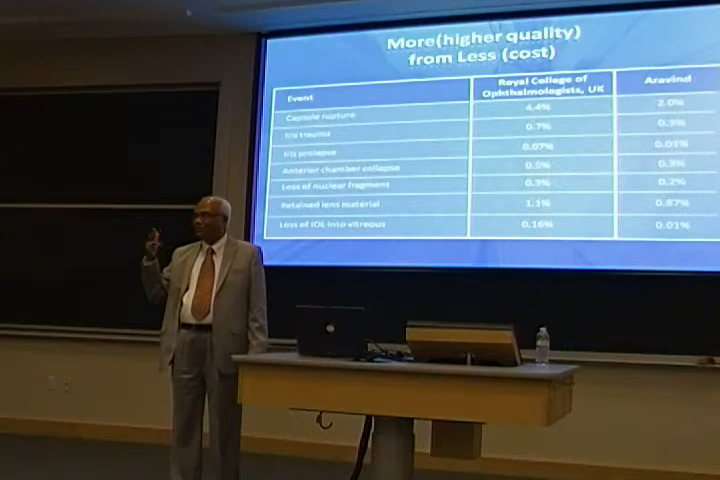 More(higher quality)
from Less (cost)
Event Royal College of Ophthalmologists, UK Aravind
Capsule rupture 4.4% 2.0%
Iris trauma 0.7% 0.3%
Iris prolapse 0.07% 0.01%
Anterior chamber collapse 0.5% 0.3%
Loss of nuclear fragment 0.3% 0.2%
Retained lens material 1.1% 0.87%
Loss of IOL into vitreous 0.16% 0.01%